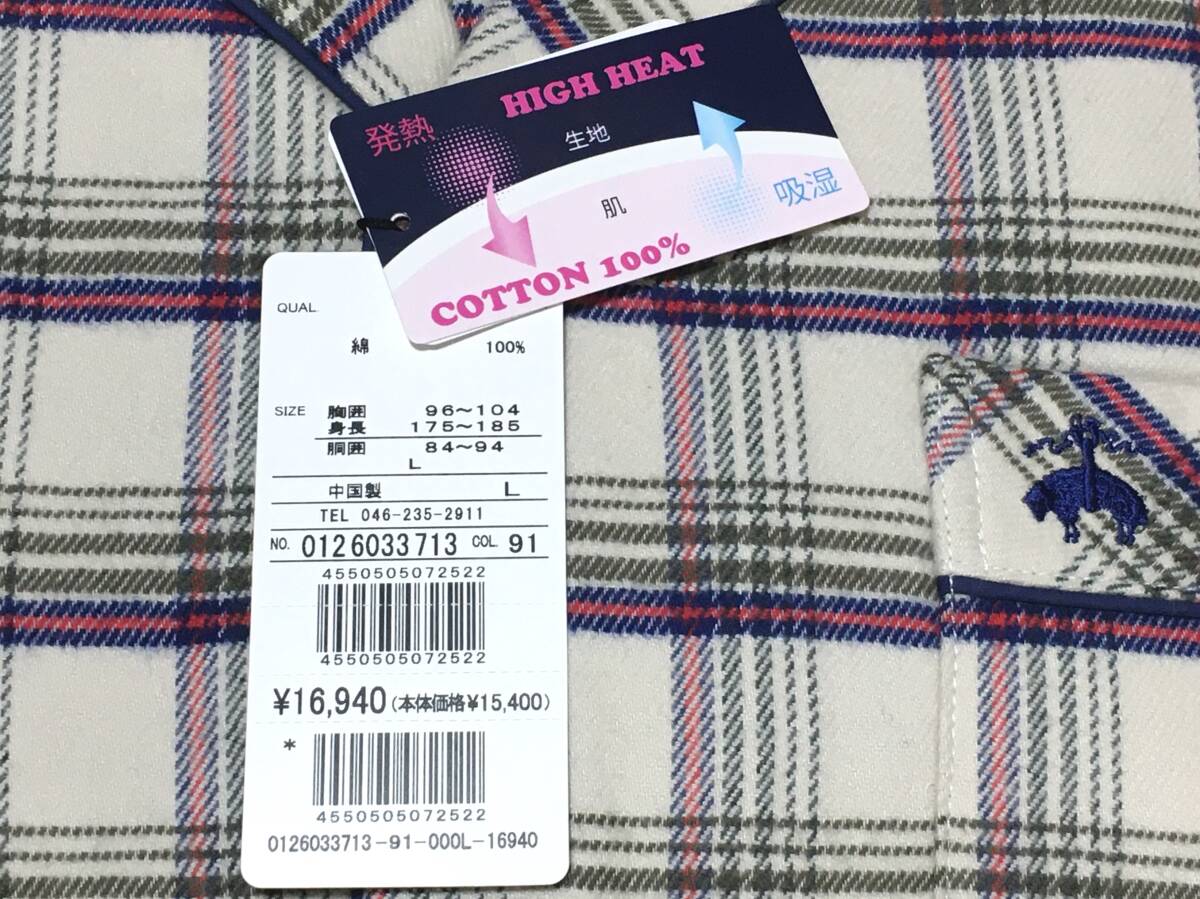 HIGH HEAT
発熱
生地
肌
吸湿
COTTON 100%
QUAL.
綿 100%
SIZE 胸囲 96～104
身長 175～185
胴囲 84～94
L
中国製 L
TEL 046-235-2911
NO. 0126033713 COL. 91
4550505072522
4550505072522
¥16,940(本体価格¥15,400)
*
4550505072522
0126033713-91-000L-16940